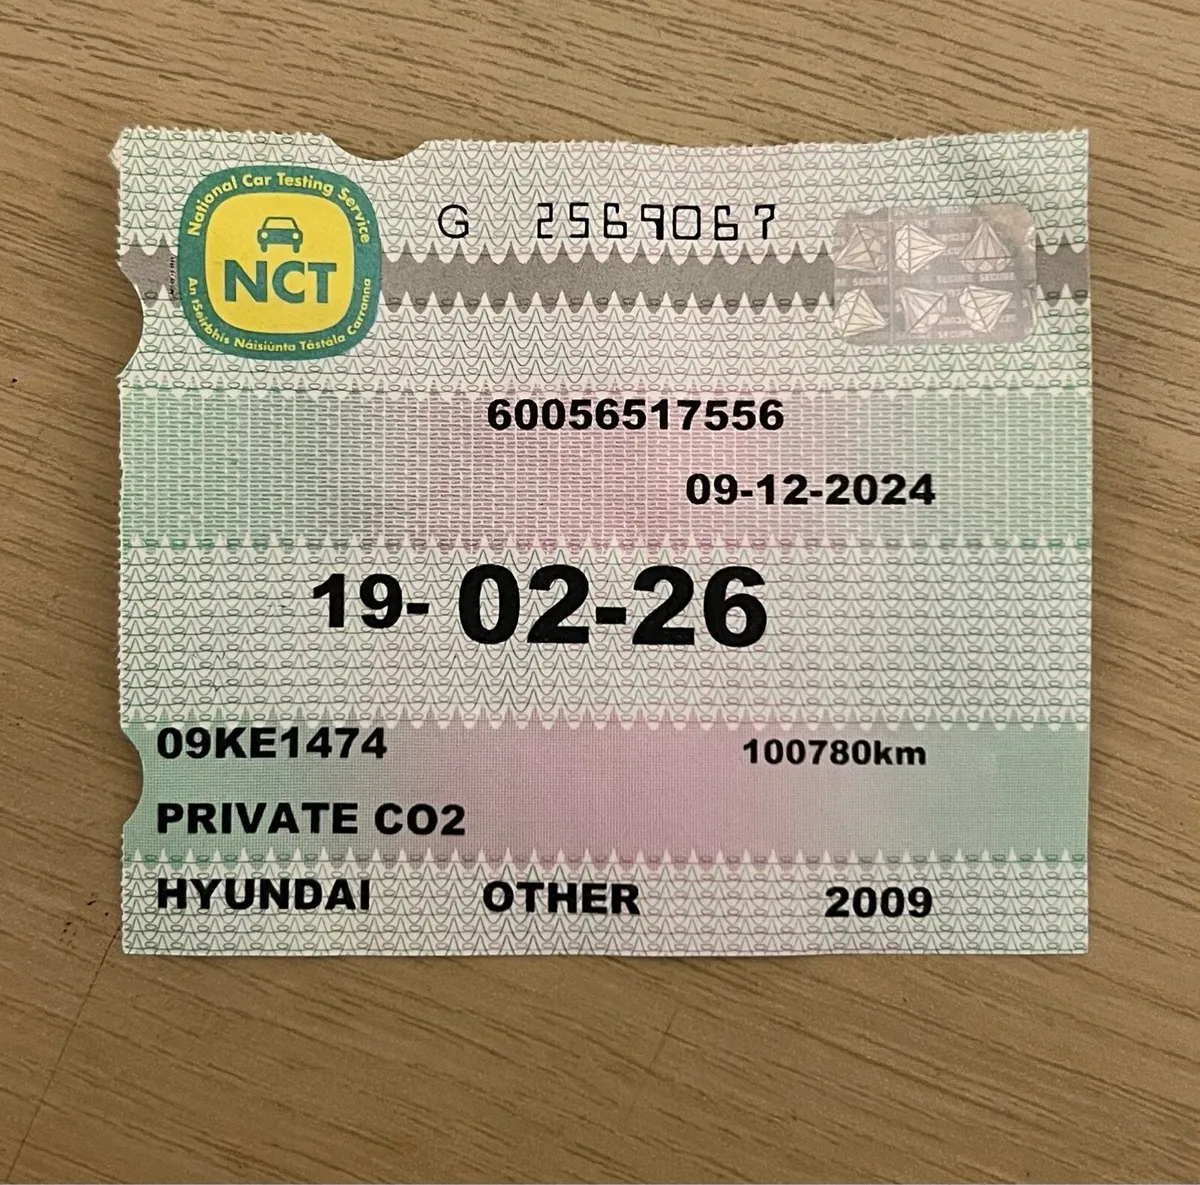 National Car Testing Service
NCT
An tSeirbhís Náisiúnta Tástála Carranna
G 2569067
60056517556
09-12-2024
19-02-26
09KE1474
100780km
PRIVATE CO2
HYUNDAI OTHER 2009